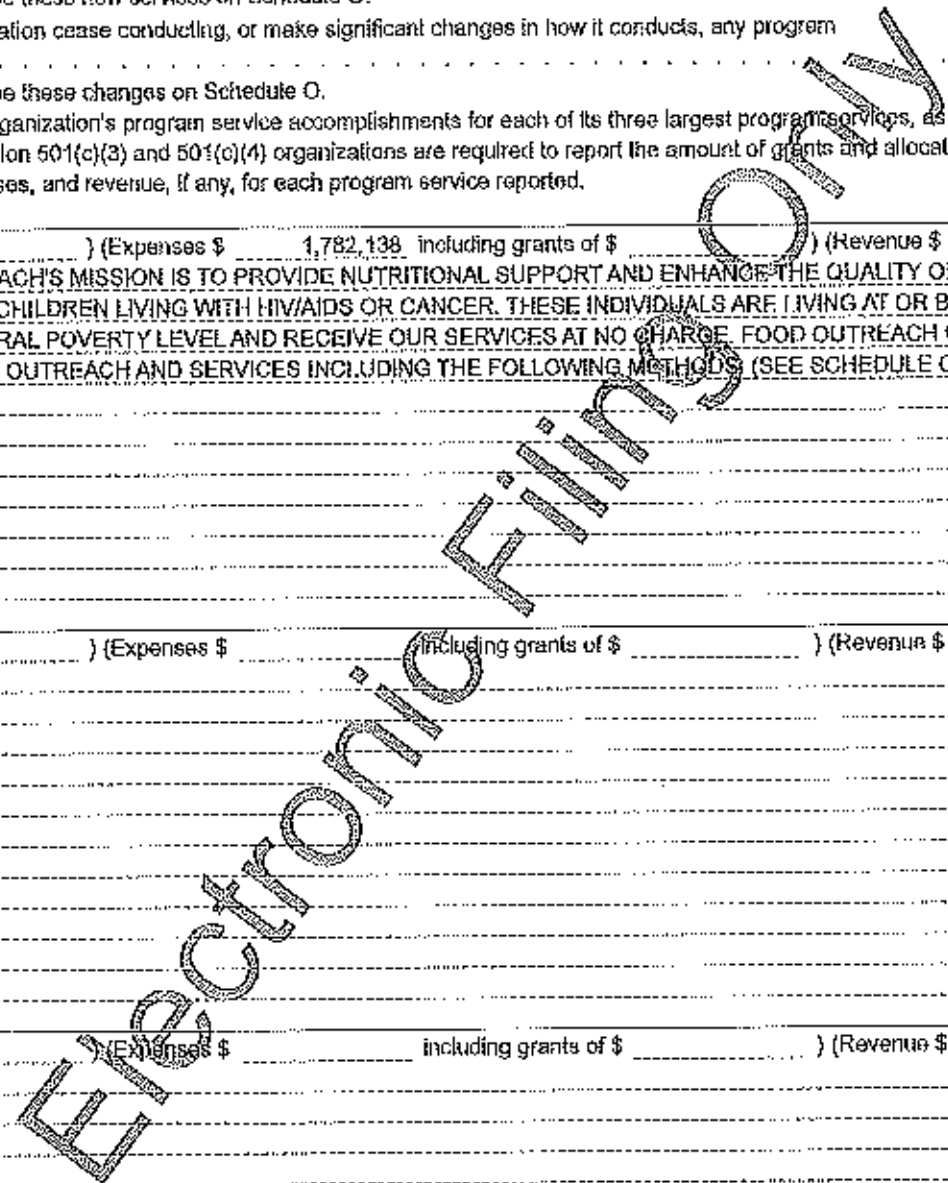 ation cease conducting, or make significant changes in how it conducts, any program
e these changes on Schedule O.
ganization's program service accomplishments for each of its three largest program services, as
ion 501(c)(3) and 501(c)(4) organizations are required to report the amount of grants and allocat
ses, and revenue, if any, for each program service reported.
) (Expenses $ 1,782,138 including grants of $ ) (Revenue $
ACH'S MISSION IS TO PROVIDE NUTRITIONAL SUPPORT AND ENHANCE THE QUALITY O
CHILDREN LIVING WITH HIV/AIDS OR CANCER. THESE INDIVIDUALS ARE LIVING AT OR B
RAL POVERTY LEVEL AND RECEIVE OUR SERVICES AT NO CHARGE. FOOD OUTREACH
OUTREACH AND SERVICES INCLUDING THE FOLLOWING METHODS: (SEE SCHEDULE O
) (Expenses $ including grants of $ ) (Revenue $
) (Expenses $ including grants of $ ) (Revenue $
Electronic Filing Only